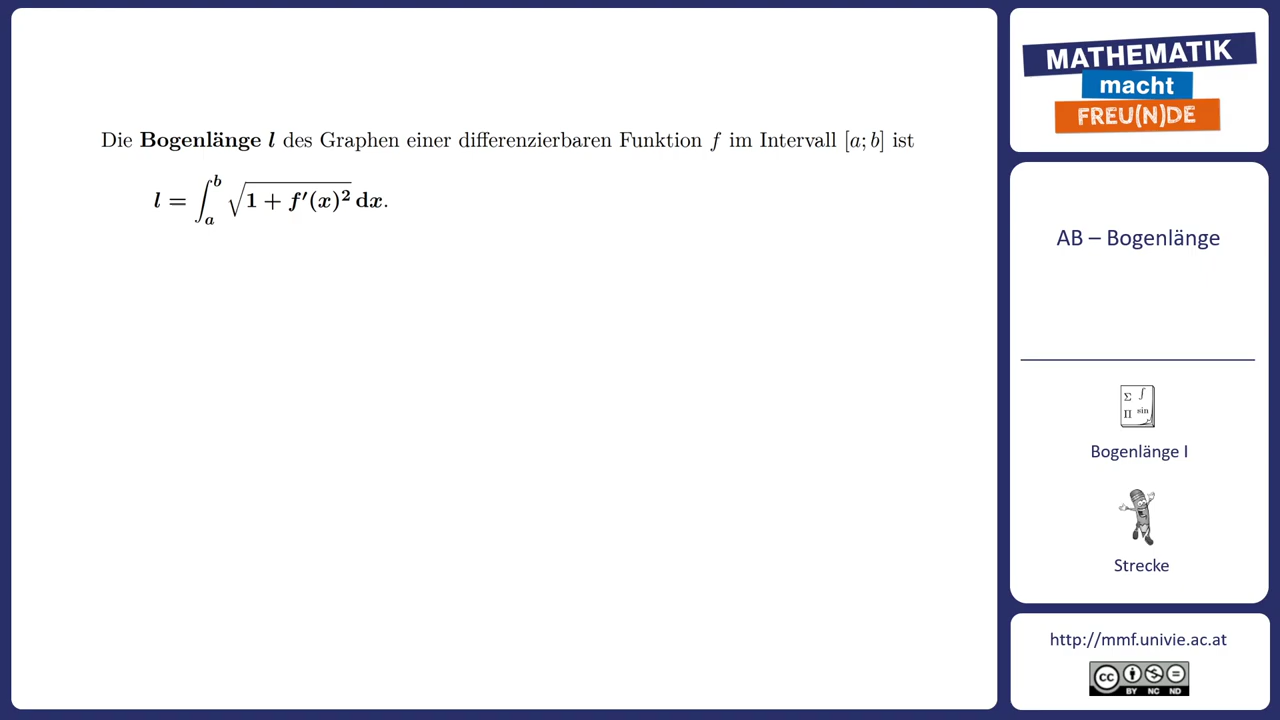 Die Bogenlänge l des Graphen einer differenzierbaren Funktion f im Intervall [a; b] ist
l = ∫_a^b √(1 + f′(x)²) dx.
MATHEMATIK
macht
FREU(N)DE
AB – Bogenlänge
Σ ∫
Π sin
Bogenlänge I
Strecke
http://mmf.univie.ac.at
cc
BY NC ND